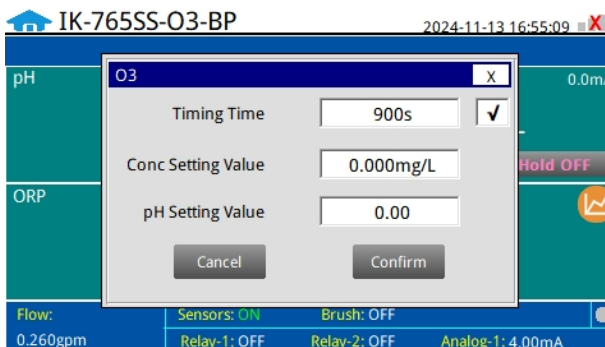 IK-765SS-O3-BP
2024-11-13 16:55:09
pH
0.0m
O3
X
Timing Time
900s
√
Conc Setting Value
0.000mg/L
Hold OFF
ORP
pH Setting Value
0.00
Cancel
Confirm
Flow:
Sensors: ON
Brush: OFF
0.260gpm
Relay-1: OFF
Relay-2: OFF
Analog-1: 4.00mA